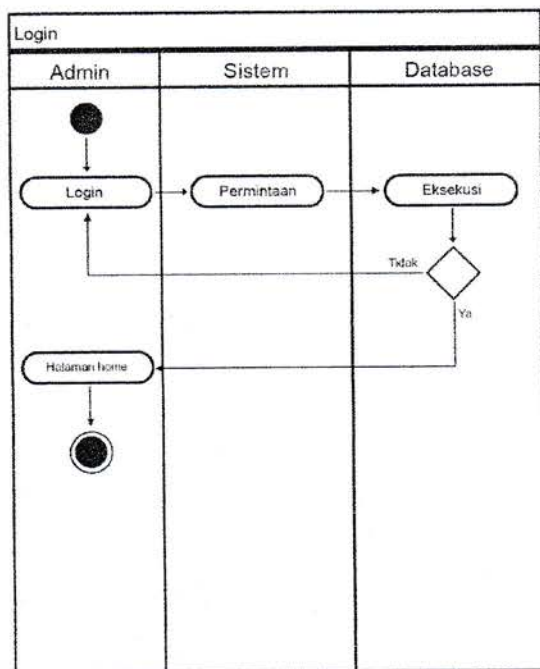 Login
Admin
Sistem
Database
Login
Permintaan
Eksekusi
Tidak
Ya
Halaman home